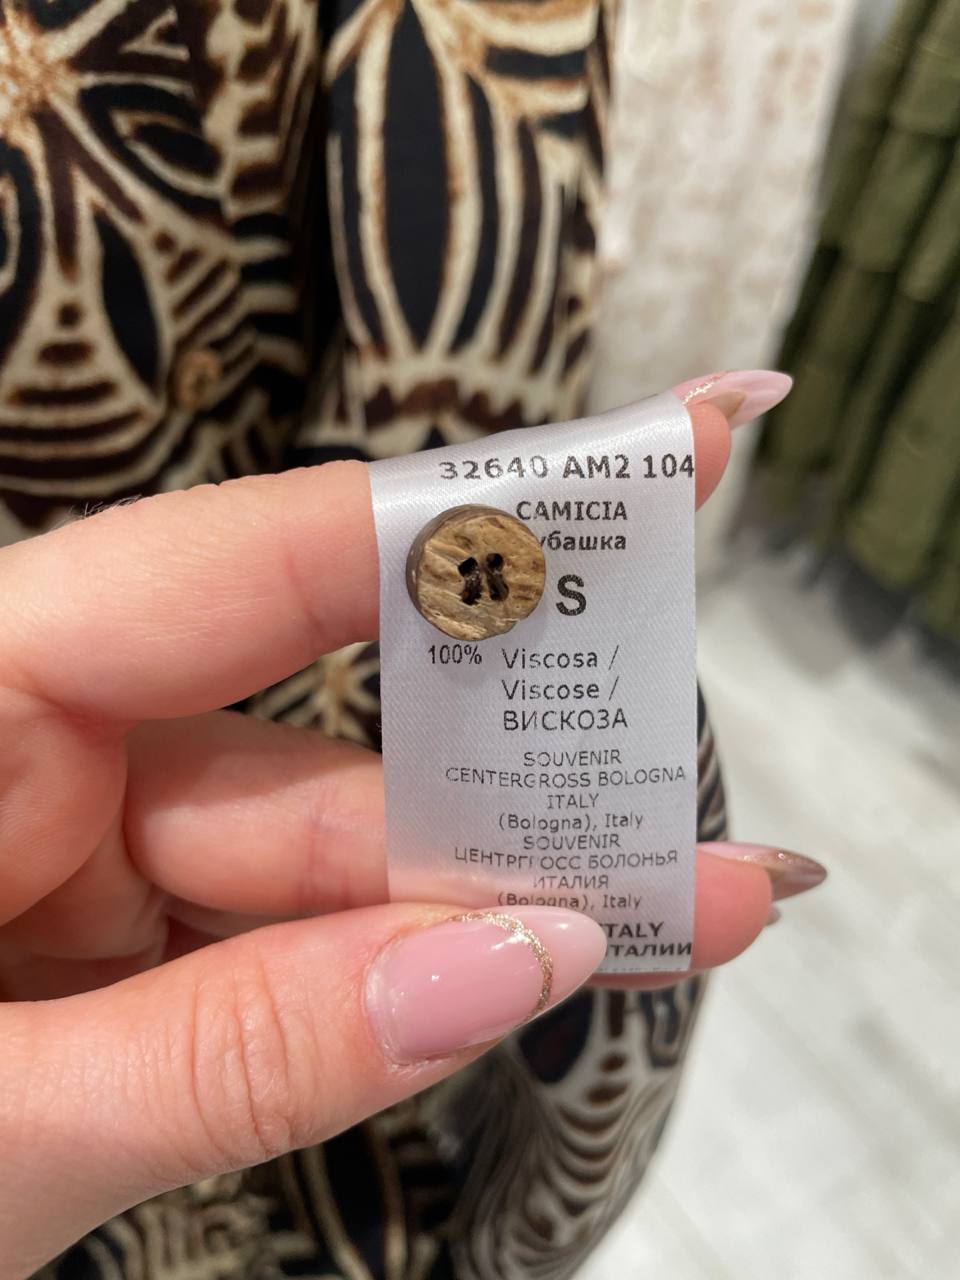 32640 AM2 104
CAMICIA
убашка
S
100% Viscosa /
Viscose /
ВИСКОЗА
SOUVENIR
CENTERGROSS BOLOGNA
ITALY
(Bologna), Italy
SOUVENIR
БОЛОНЬЯ
ИТАЛИЯ
(Bologna), Italy
TALY
ТАЛИИ